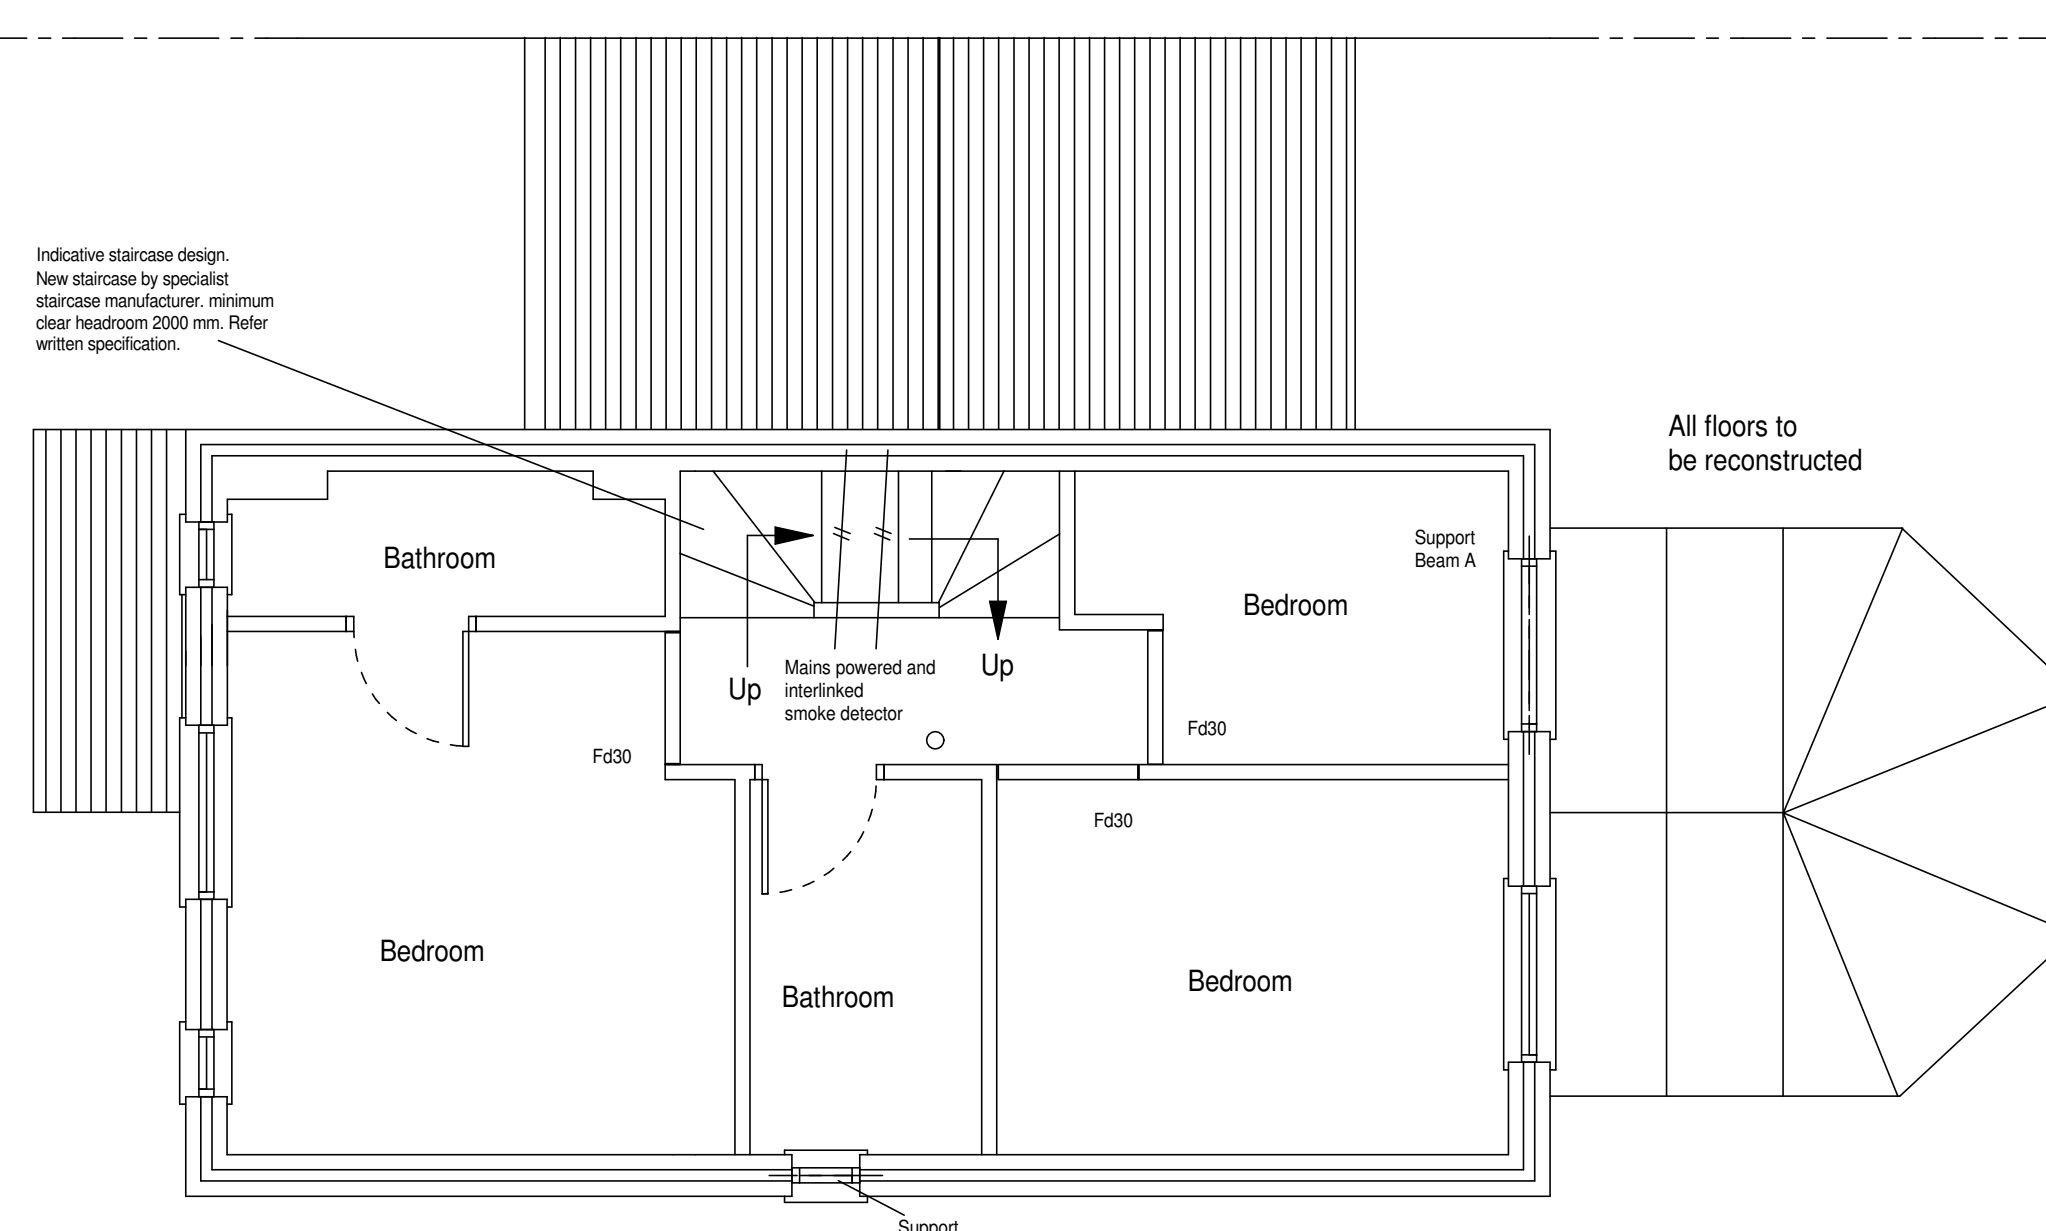 Indicative staircase design.
New staircase by specialist
staircase manufacturer. minimum
clear headroom 2000 mm. Refer
written specification.
All floors to
be reconstructed
Bathroom
Support
Beam A
Bedroom
Up
Mains powered and
interlinked
smoke detector
Up
Fd30
Fd30
Fd30
Bedroom
Bathroom
Bedroom
Support